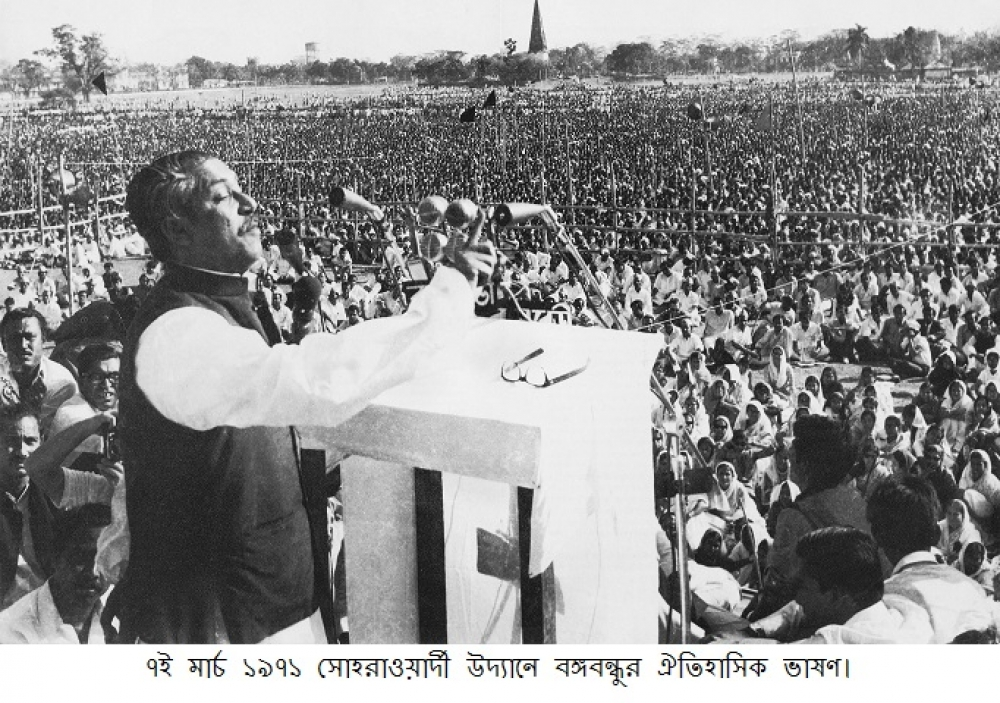 ৭ই মার্চ ১৯৭১ সোহরাওয়ার্দী উদ্যানে বঙ্গবন্ধুর ঐতিহাসিক ভাষণ।